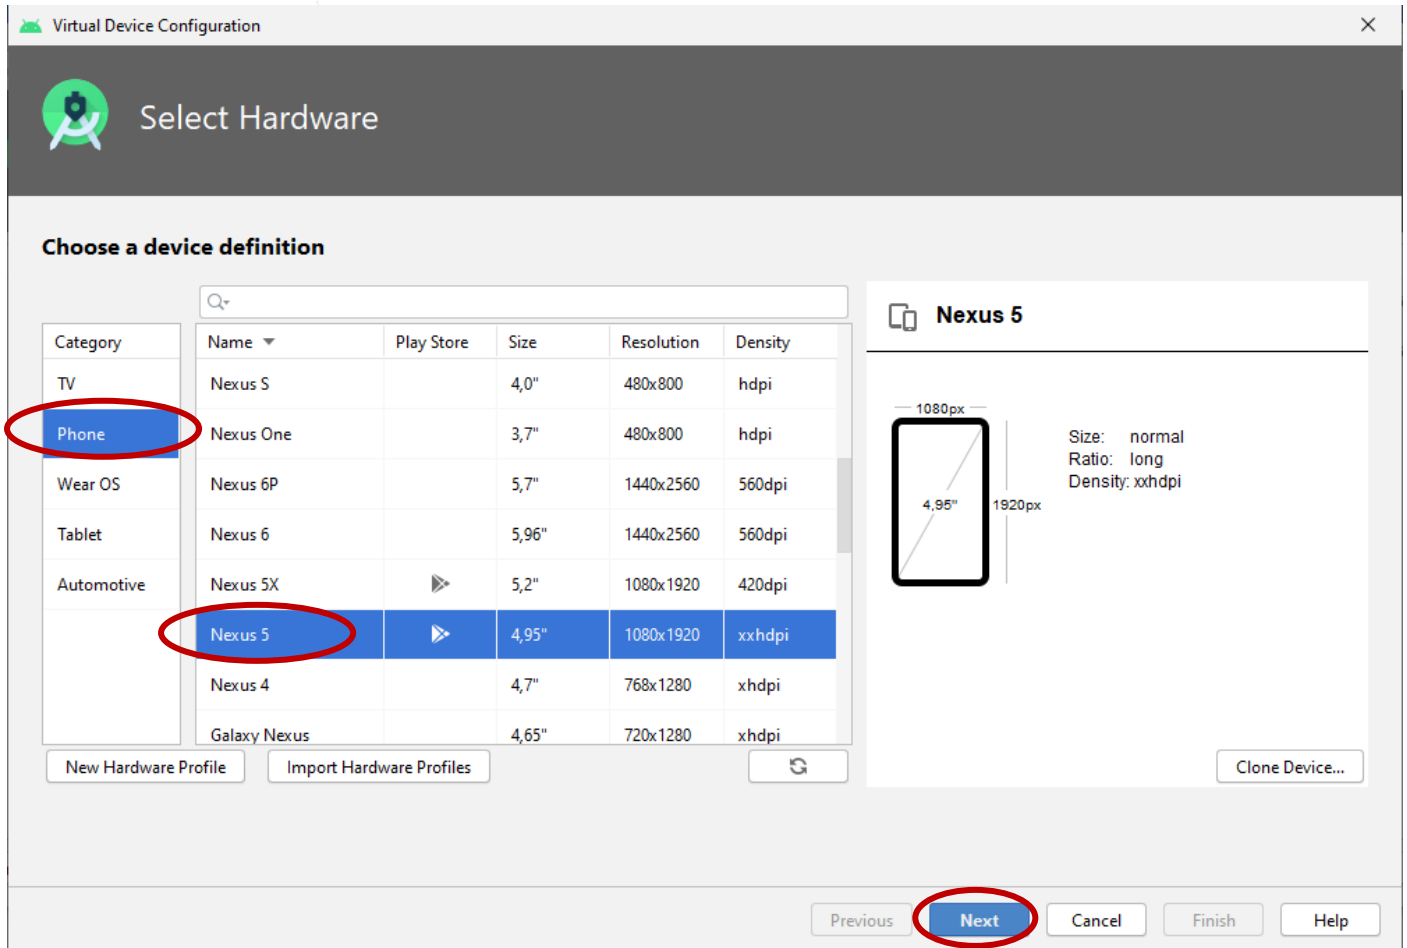 Virtual Device Configuration
Select Hardware
Choose a device definition
Category
TV
Phone
Wear OS
Tablet
Automotive
Name Play Store Size Resolution Density
Nexus S 4,0" 480x800 hdpi
Nexus One 3,7" 480x800 hdpi
Nexus 6P 5,7" 1440x2560 560dpi
Nexus 6 5,96" 1440x2560 560dpi
Nexus 5X 5,2" 1080x1920 420dpi
Nexus 5 4,95" 1080x1920 xxhdpi
Nexus 4 4,7" 768x1280 xhdpi
Galaxy Nexus 4,65" 720x1280 xhdpi
New Hardware Profile Import Hardware Profiles
Nexus 5
1080px
4,95" 1920px
Size: normal
Ratio: long
Density: xxhdpi
Clone Device...
Previous Next Cancel Finish Help